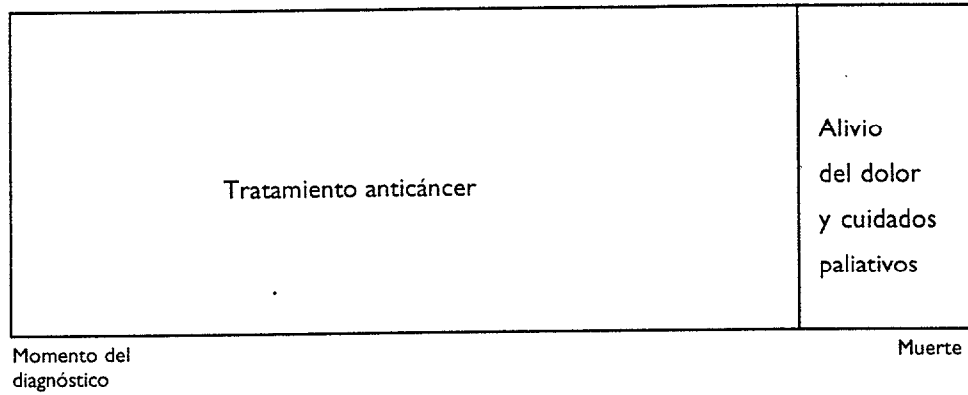 Tratamiento anticáncer
Alivio
del dolor
y cuidados
paliativos
Momento del
diagnóstico
Muerte